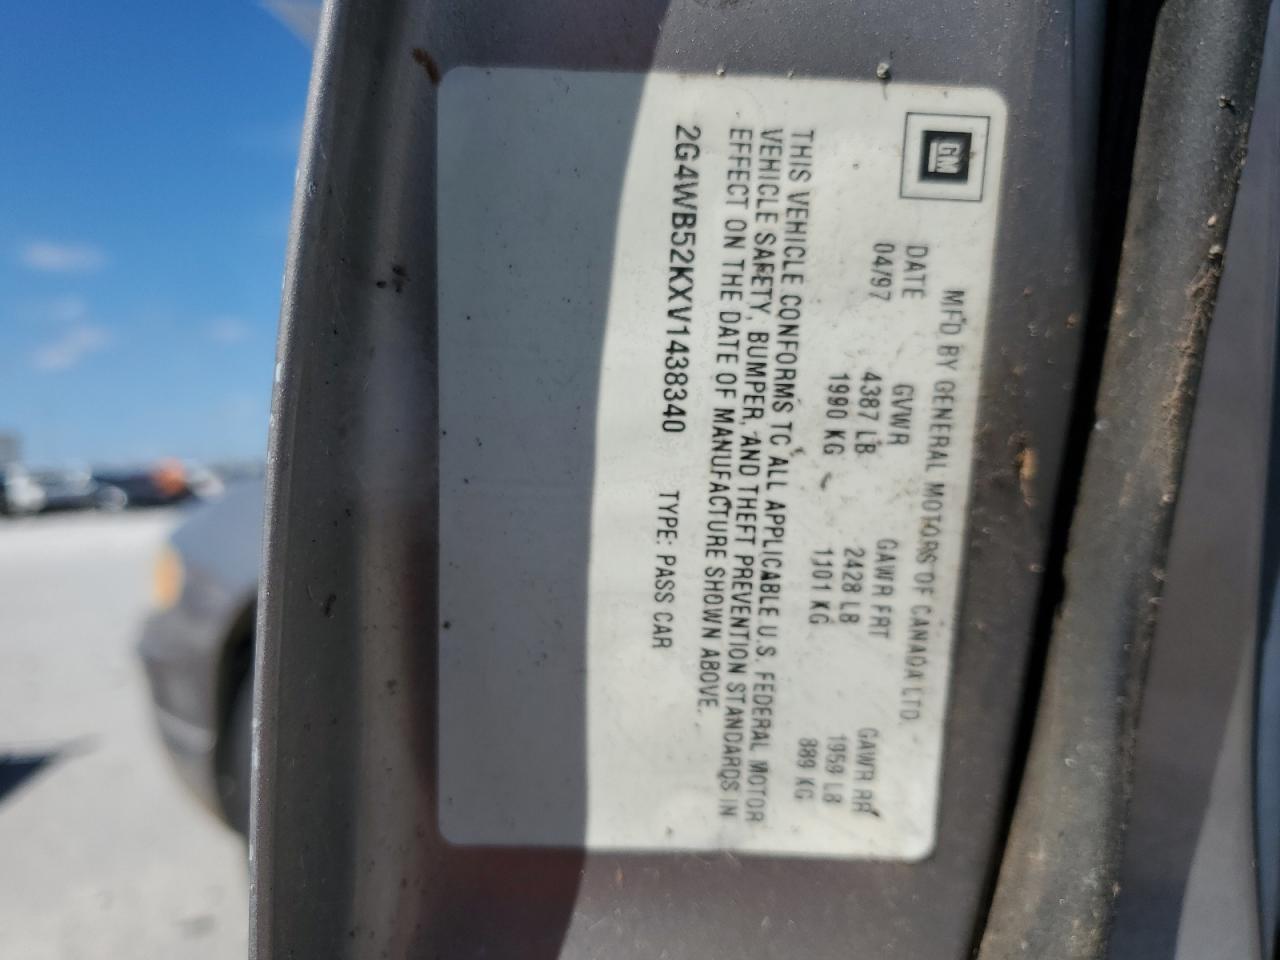 GM
MFD BY GENERAL MOTORS OF CANADA LTD.
DATE GVWR GAWR FRT GAWR RR
04/97 4387 LB 2428 LB 1959 LB
1990 KG 1101 KG 889 KG
THIS VEHICLE CONFORMS TO ALL APPLICABLE U.S. FEDERAL MOTOR
VEHICLE SAFETY, BUMPER, AND THEFT PREVENTION STANDARDS IN
EFFECT ON THE DATE OF MANUFACTURE SHOWN ABOVE.
2G4WB52KXV1438340 TYPE: PASS CAR